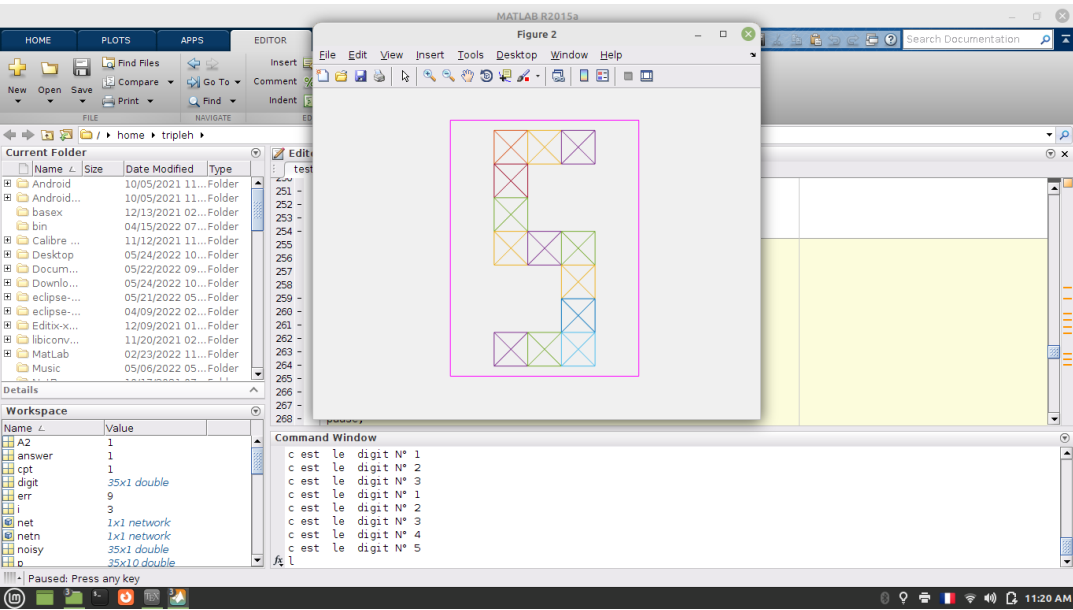 MATLAB R2015a
HOME PLOTS APPS EDITOR
Search Documentation
Figure 2
File Edit View Insert Tools Desktop Window Help
New Open Save
Find Files
Compare
Print
Go To
Find
Insert
Comment
Indent
FILE NAVIGATE
/ home tripleh
Current Folder
Name Size Date Modified Type
Android 10/05/2021 11... Folder
Android... 10/05/2021 11... Folder
basex 12/13/2021 02... Folder
bin 04/15/2022 07... Folder
Calibre ... 11/12/2021 11... Folder
Desktop 05/24/2022 10... Folder
Docum... 05/22/2022 09... Folder
Downlo... 05/24/2022 10... Folder
eclipse-... 05/21/2022 05... Folder
eclipse-... 04/09/2022 02... Folder
Editix-x... 12/09/2021 01... Folder
libiconv... 11/20/2021 02... Folder
MatLab 02/23/2022 11... Folder
Music 05/06/2022 05... Folder
Details
Workspace
Name Value
A2 1
answer 1
cpt 1
digit 35x1 double
err 9
i 3
net 1x1 network
netn 1x1 network
noisy 35x1 double
p 35x10 double
test
251 -
252 -
253 -
254 -
255
256
257
258
259 -
260 -
261 -
262 -
263 -
264 -
265 -
266 -
267 -
268 -
Command Window
c est le digit N° 1
c est le digit N° 2
c est le digit N° 3
c est le digit N° 1
c est le digit N° 2
c est le digit N° 3
c est le digit N° 4
c est le digit N° 5
fx l
Paused: Press any key
11:20 AM